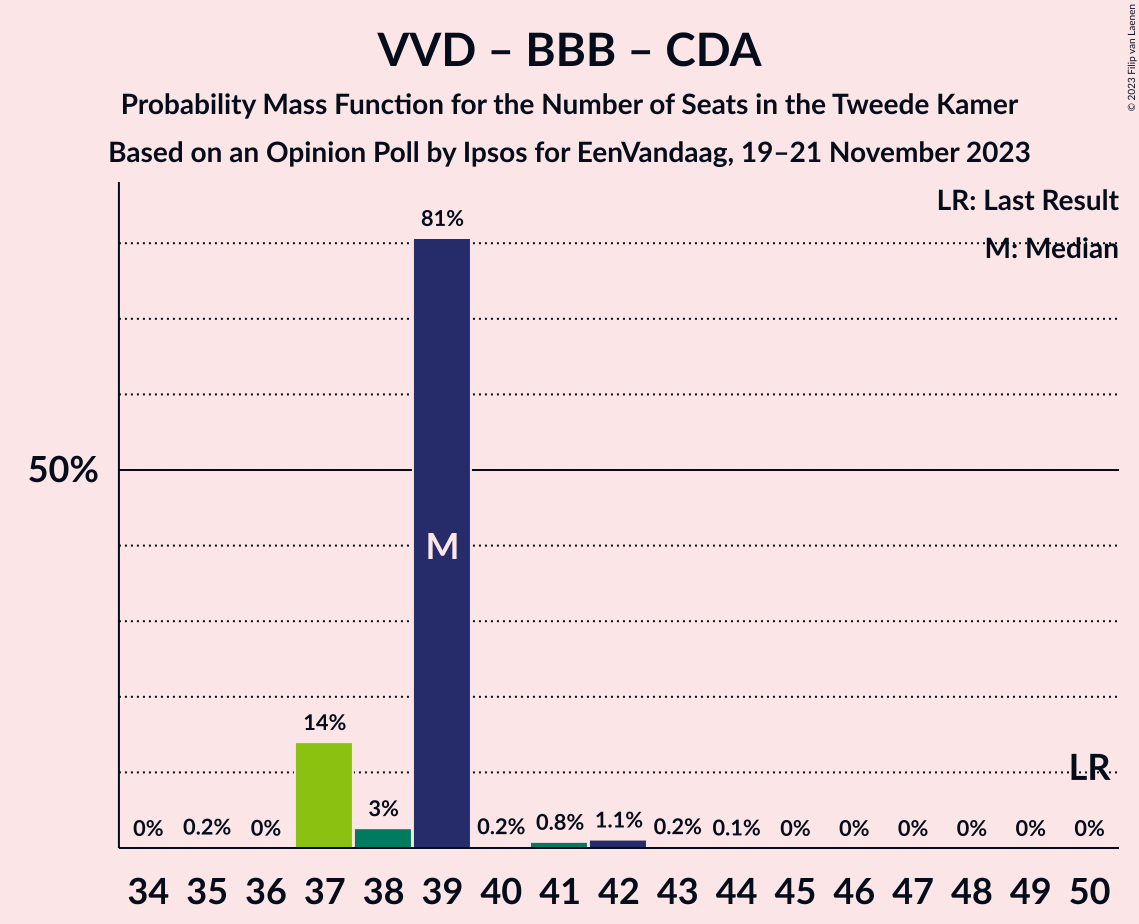 VVD – BBB – CDA
Probability Mass Function for the Number of Seats in the Tweede Kamer
Based on an Opinion Poll by Ipsos for EenVandaag, 19–21 November 2023
© 2023 Filip van Laenen
LR: Last Result
M: Median
81%
50%
M
14%
LR
3%
0% 0.2% 0% 0.2% 0.8% 1.1% 0.2% 0.1% 0% 0% 0% 0% 0% 0%
34 35 36 37 38 39 40 41 42 43 44 45 46 47 48 49 50